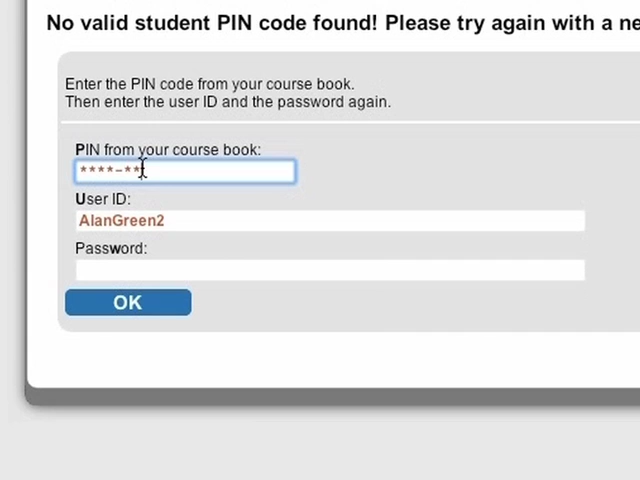 No valid student PIN code found! Please try again with a ne
Enter the PIN code from your course book.
Then enter the user ID and the password again.
PIN from your course book:
****-**
User ID:
AlanGreen2
Password:
OK